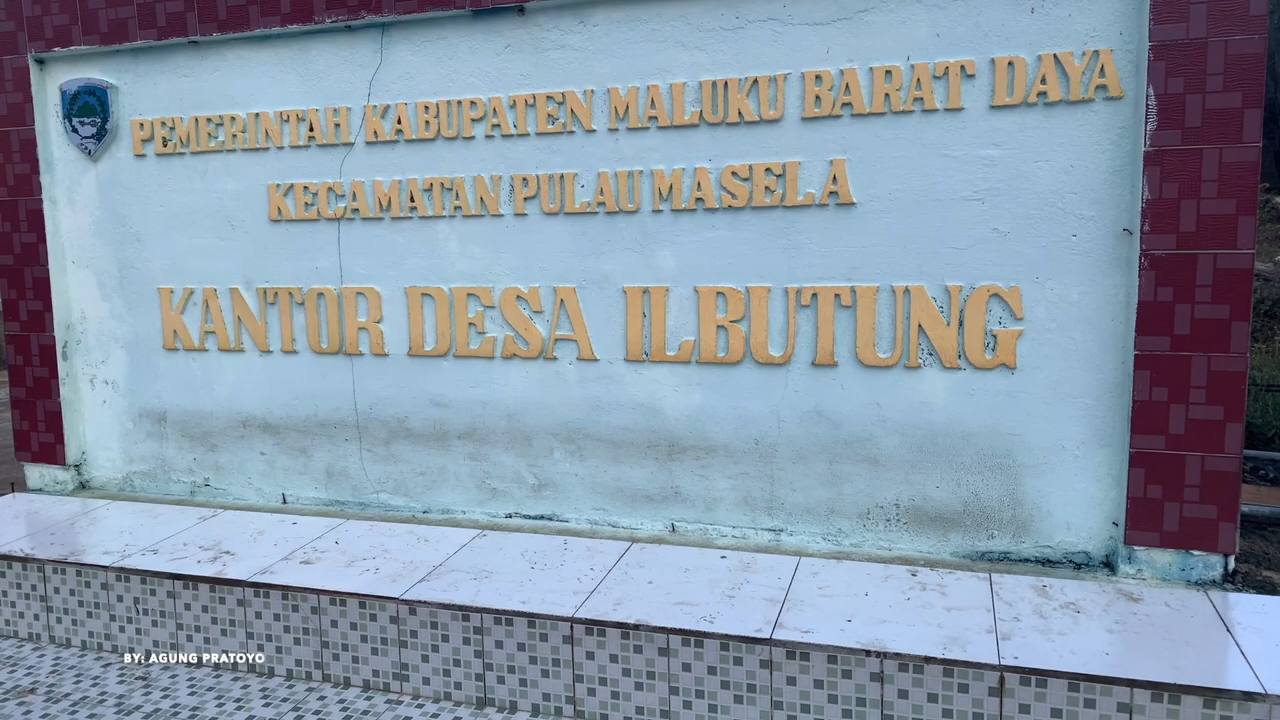 PEMERINTAH KABUPATEN MALUKU BARAT DAYA
KECAMATAN PULAU MASELA
KANTOR DESA ILBUTUNG
BY: AGUNG PRATOYO